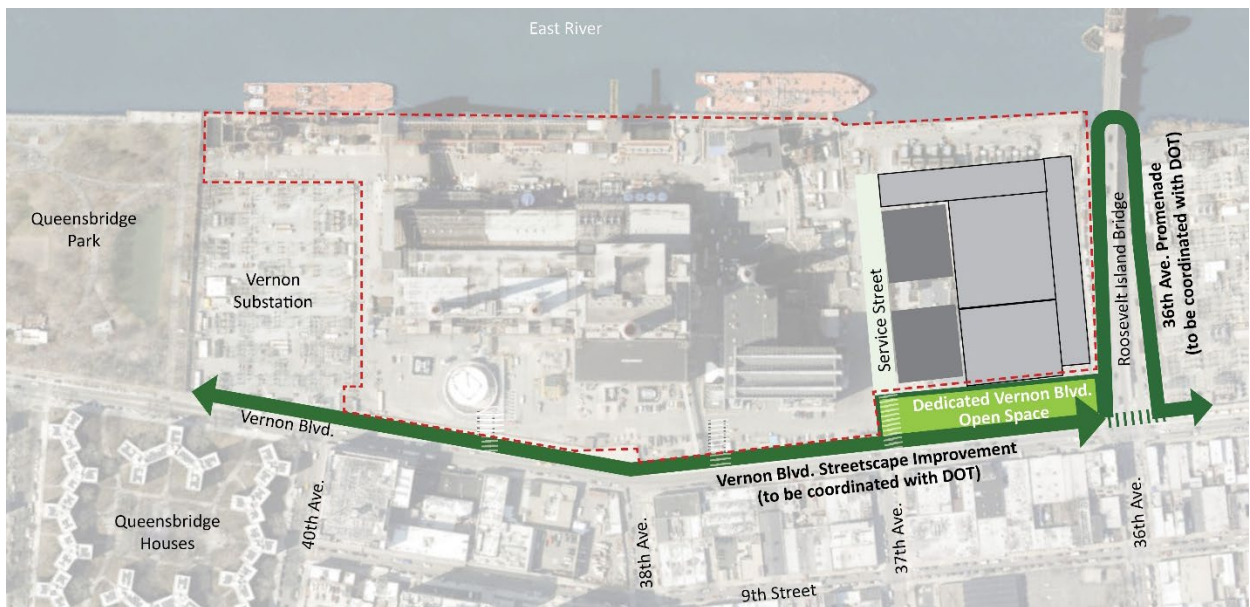 East River
Queensbridge
Park
Vernon
Substation
Service Street
Roosevelt Island Bridge
36th Ave. Promenade
(to be coordinated with DOT)
Dedicated Vernon Blvd.
Open Space
Vernon Blvd.
Vernon Blvd. Streetscape Improvement
(to be coordinated with DOT)
Queensbridge
Houses
40th Ave.
38th Ave.
37th Ave.
36th Ave.
9th Street